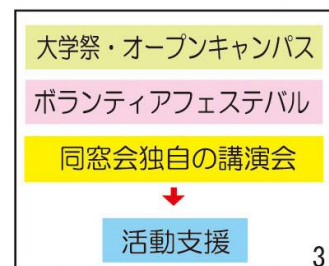 大学祭・オープンキャンパス
ボランティアフェステバル
同窓会独自の講演会
活動支援
3